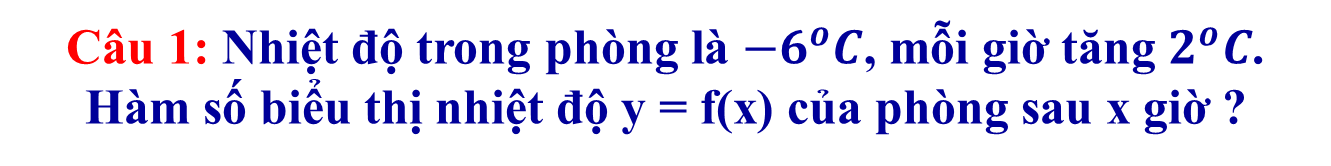 Câu 1: Nhiệt độ trong phòng là −6ᵒC, mỗi giờ tăng 2ᵒC.
Hàm số biểu thị nhiệt độ y = f(x) của phòng sau x giờ ?